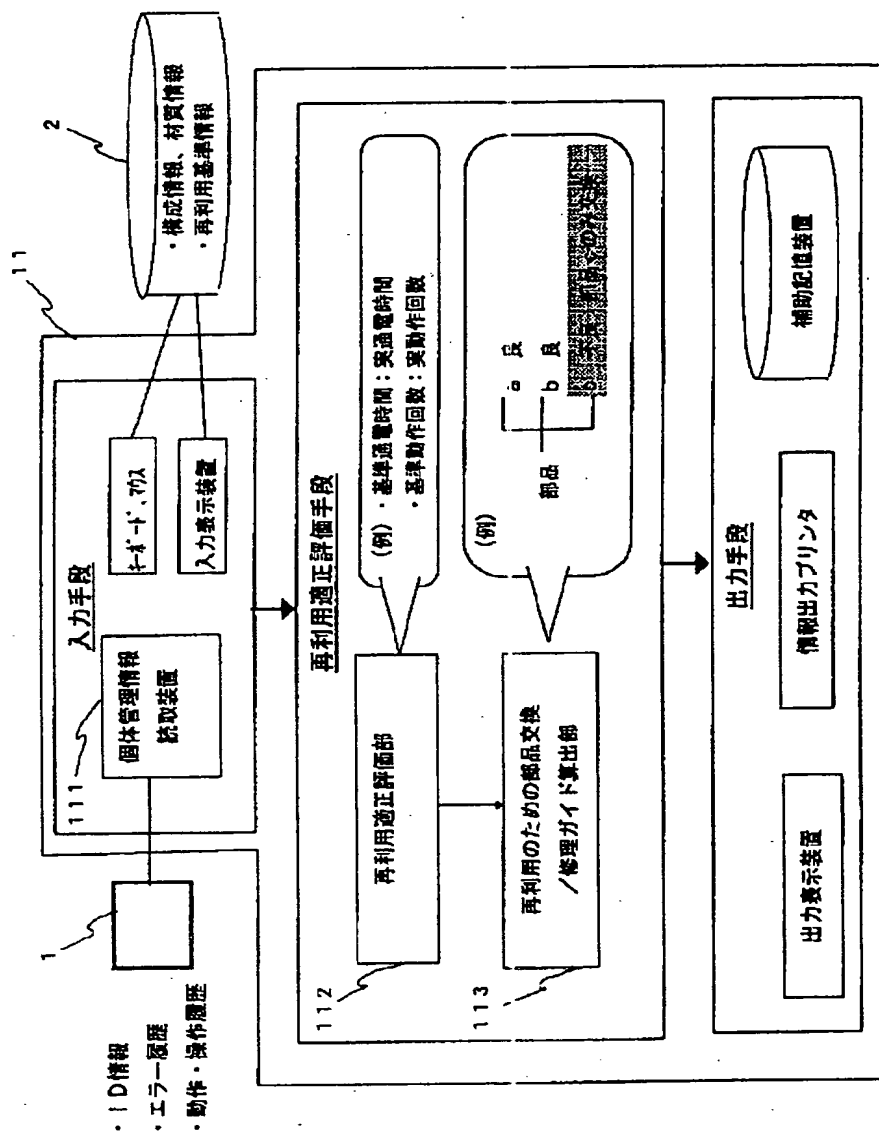 1
・ID情報
・エラー履歴
・動作・操作履歴
11
2
・構成情報、材質情報
・再利用基準情報
入力手段
111
個体管理情報
読取装置
キーボード、マウス
入力表示装置
再利用適正評価手段
112
再利用適正評価部
(例)・基準通電時間：実通電時間
・基準動作回数：実動作回数
113
再利用のための部品交換
／修理ガイド算出部
(例)
部品
a 良
b 良
出力手段
出力表示装置
情報出力プリンタ
補助記憶装置